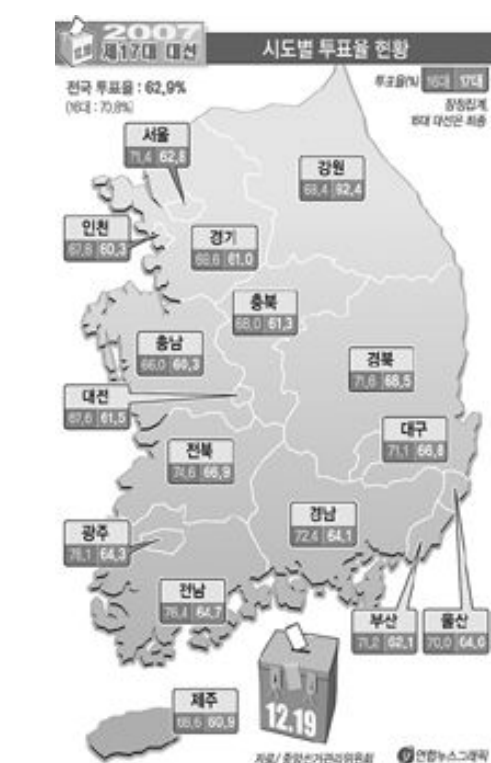 2007
제17대 대선
시도별 투표율 현황
전국 투표율 : 62.9%
(16대 : 70.8%)
투표율(%) 16대 17대
잠정집계,
16대 대선은 최종
서울
71.4 62.8
강원
68.4 62.4
인천
67.8 60.3
경기
69.6 61.0
충북
68.0 61.3
충남
66.0 60.3
경북
71.6 68.5
대전
67.6 61.5
대구
71.1 66.8
전북
74.6 66.9
경남
72.4 64.1
광주
78.1 64.3
전남
76.4 64.7
부산
71.2 62.1
울산
70.0 64.6
제주
68.6 60.9
12.19
자료/ 중앙선거관리위원회
연합뉴스그래픽